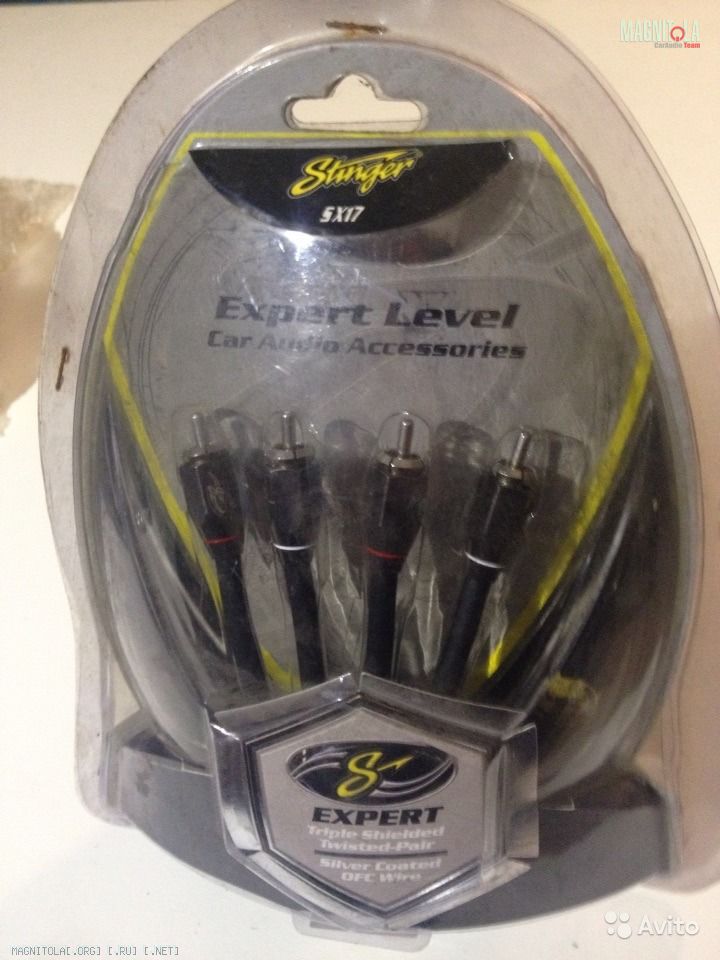 MAGNITOLA
CarAudio Team
Stinger
SX17
Expert Level
Car Audio Accessories
S
EXPERT
Triple Shielded
Twisted-Pair
Silver Coated
OFC Wire
Avito
MAGNITOLA[.ORG] [.RU] [.NET]